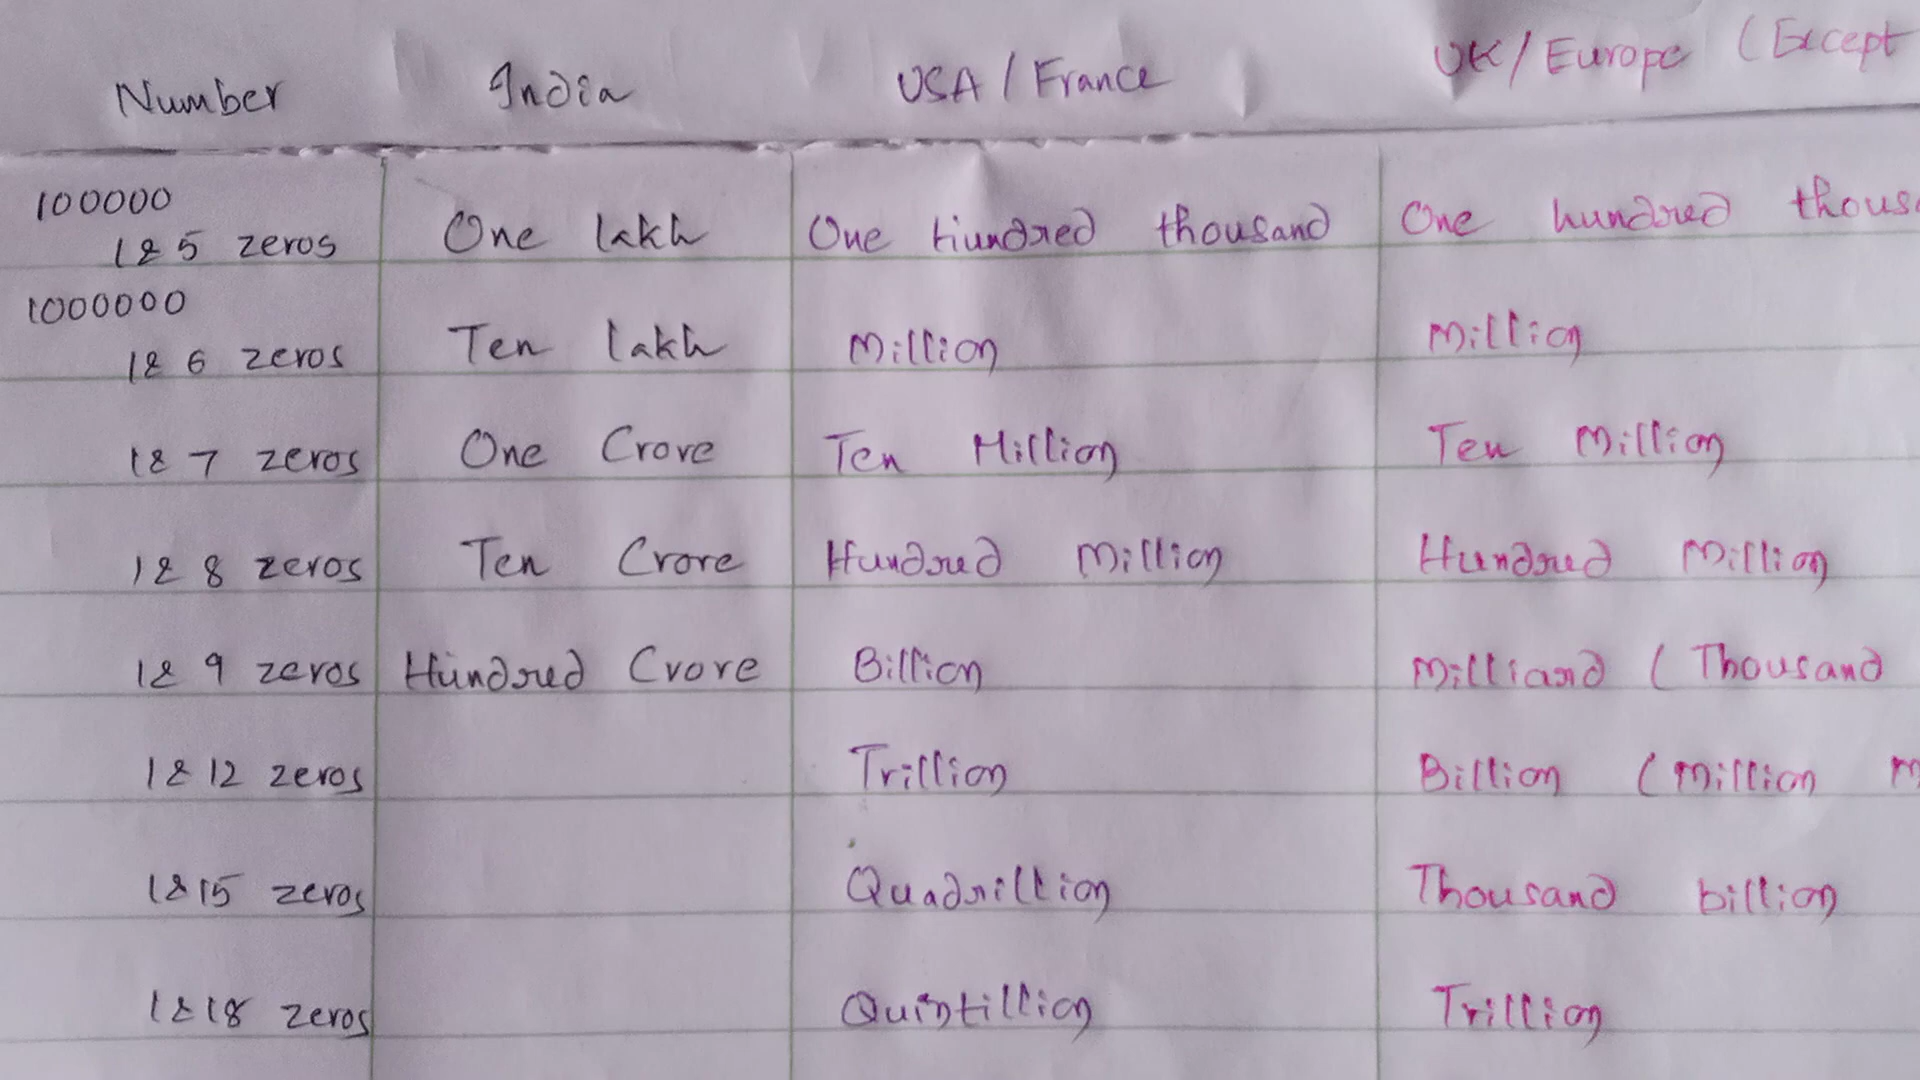 Number India USA / France UK/Europe (Except
100000
1 & 5 zeros One lakh One Hundred thousand One hundred
1000000
1 & 6 zeros Ten lakh Million Million
1 & 7 zeros One Crore Ten Million Ten Million
1 & 8 zeros Ten Crore Hundred Million Hundred Million
1 & 9 zeros Hundred Crore Billion Milliard (Thousand
1 & 12 zeros Trillion Billion (Million
1 & 15 zeros Quadrillion Thousand billion
1 & 18 zeros Quintillion Trillion